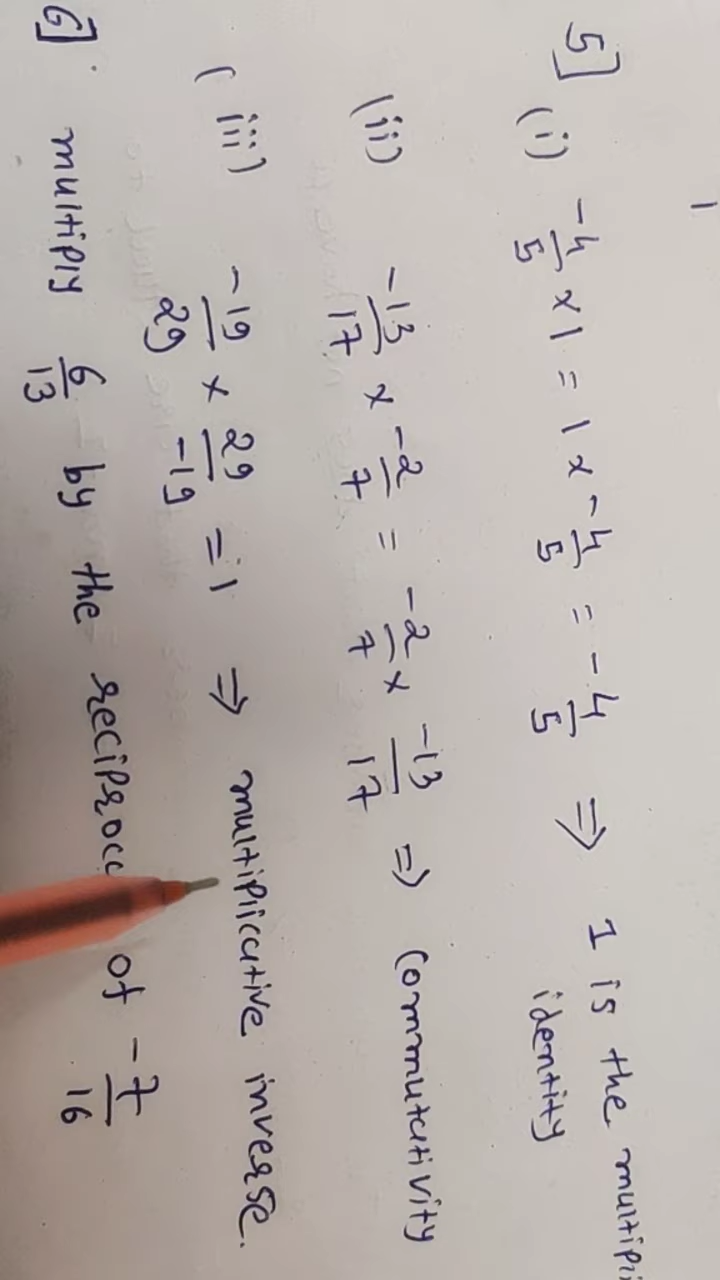 5] (i) -4/5 × 1 = 1 × -4/5 = -4/5 ⇒ 1 is the
identity
(ii) -13/17 × -2/7 = -2/7 × -13/17 ⇒ Commutativity
(iii) -19/29 × 29/-19 = 1 ⇒ multiplicative inverse.
6] multiply 6/13 by the of -7/16